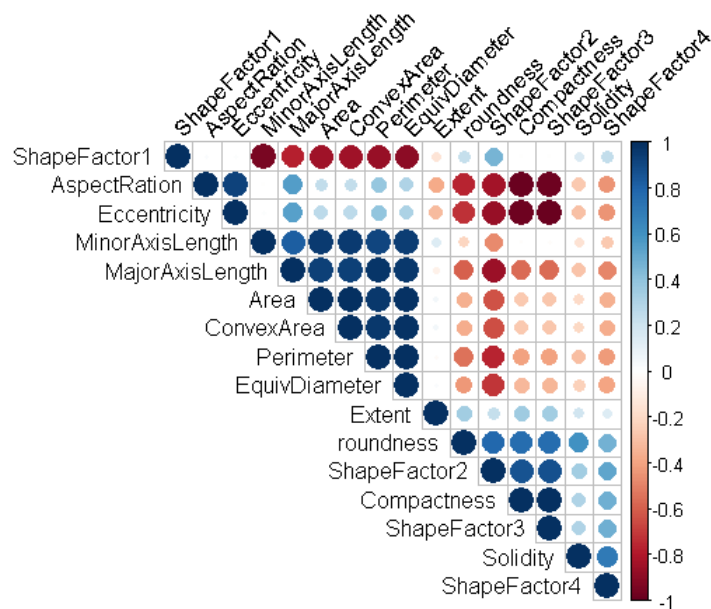 ShapeFactor1
AspectRation
Eccentricity
MinorAxisLength
MajorAxisLength
Area
ConvexArea
Perimeter
EquivDiameter
Extent
roundness
ShapeFactor2
Compactness
ShapeFactor3
Solidity
ShapeFactor4
ShapeFactor1
AspectRation
Eccentricity
MinorAxisLength
MajorAxisLength
Area
ConvexArea
Perimeter
EquivDiameter
Extent
roundness
ShapeFactor2
Compactness
ShapeFactor3
Solidity
ShapeFactor4
1
0.8
0.6
0.4
0.2
0
-0.2
-0.4
-0.6
-0.8
-1